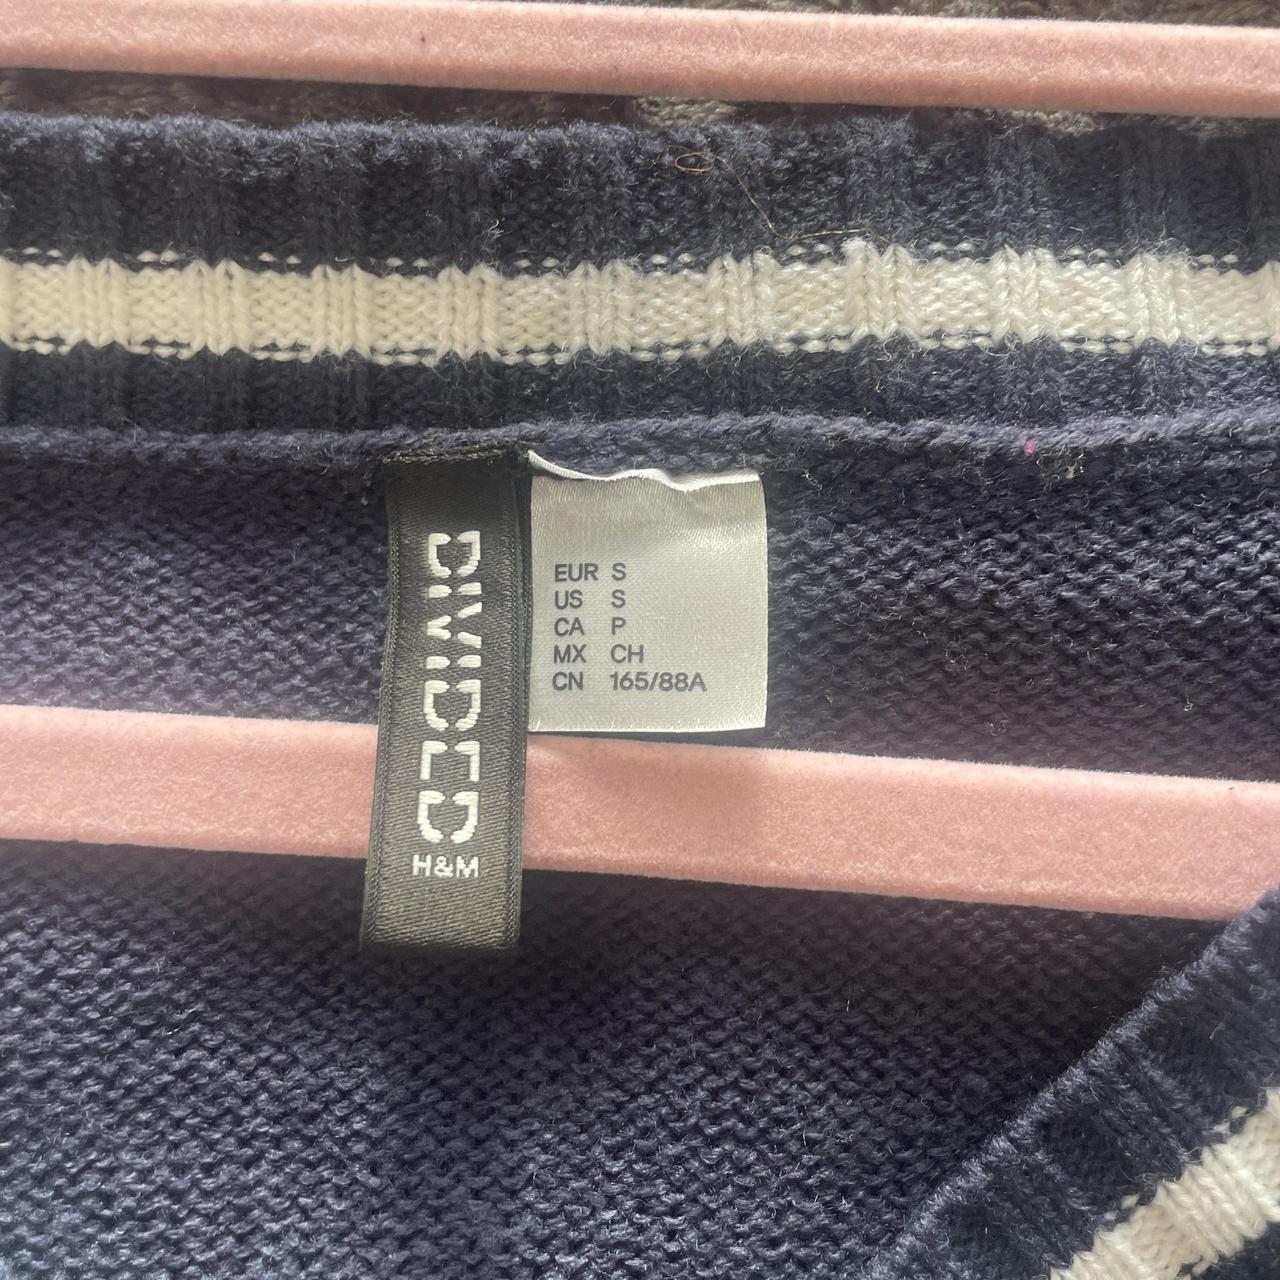 DIVIDED
H&M
EUR S
US S
CA P
MX CH
CN 165/88A